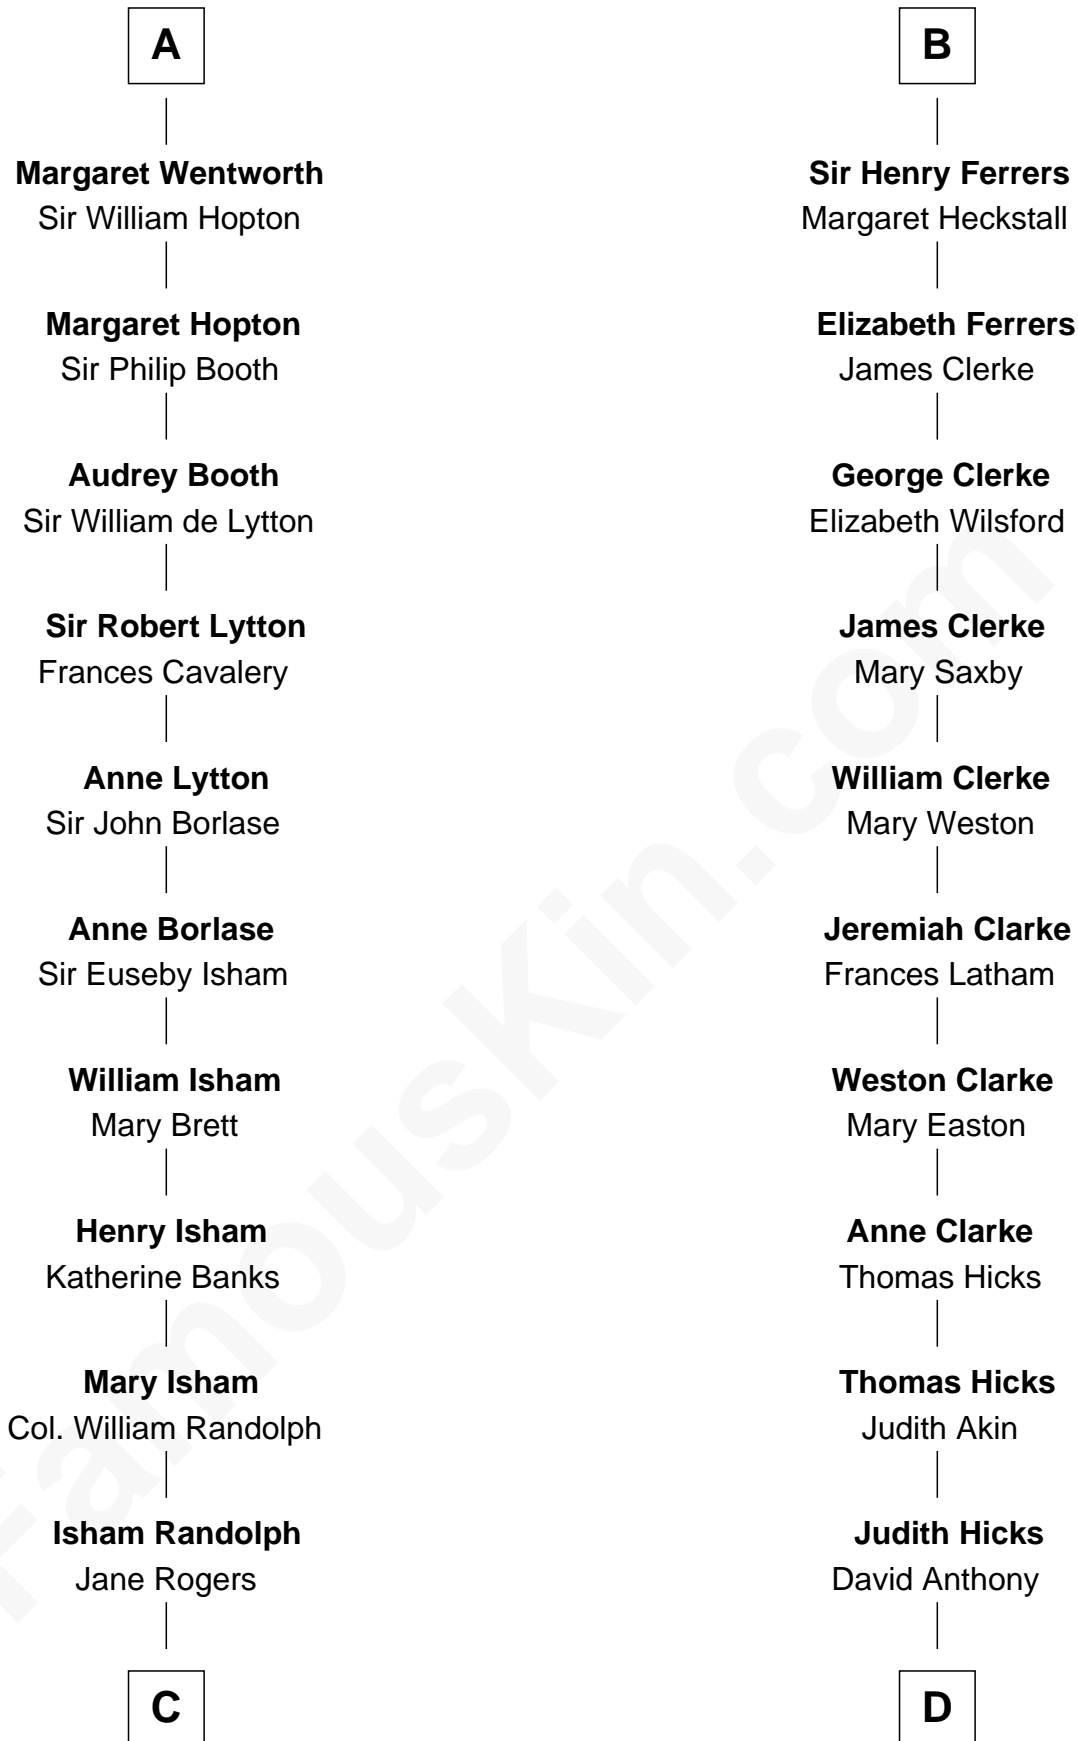 A
Margaret Wentworth
Sir William Hopton
Margaret Hopton
Sir Philip Booth
Audrey Booth
Sir William de Lytton
Sir Robert Lytton
Frances Cavalery
Anne Lytton
Sir John Borlase
Anne Borlase
Sir Euseby Isham
William Isham
Mary Brett
Henry Isham
Katherine Banks
Mary Isham
Col. William Randolph
Isham Randolph
Jane Rogers
C
B
Sir Henry Ferrers
Margaret Heckstall
Elizabeth Ferrers
James Clerke
George Clerke
Elizabeth Wilsford
James Clerke
Mary Saxby
William Clerke
Mary Weston
Jeremiah Clarke
Frances Latham
Weston Clarke
Mary Easton
Anne Clarke
Thomas Hicks
Thomas Hicks
Judith Akin
Judith Hicks
David Anthony
D
FamousKin.com